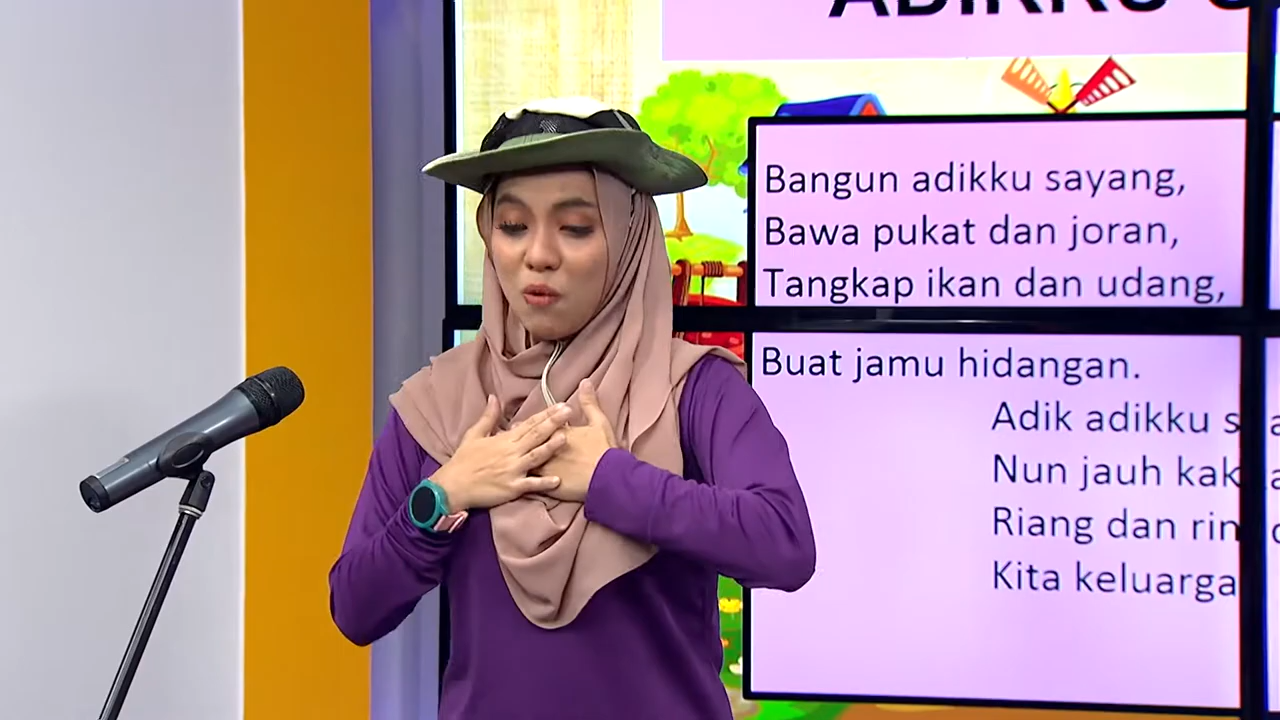 ADIKKU
Bangun adikku sayang,
Bawa pukat dan joran,
Tangkap ikan dan udang,
Buat jamu hidangan.
Adik adikku
Nun jauh
Riang dan
Kita keluarga